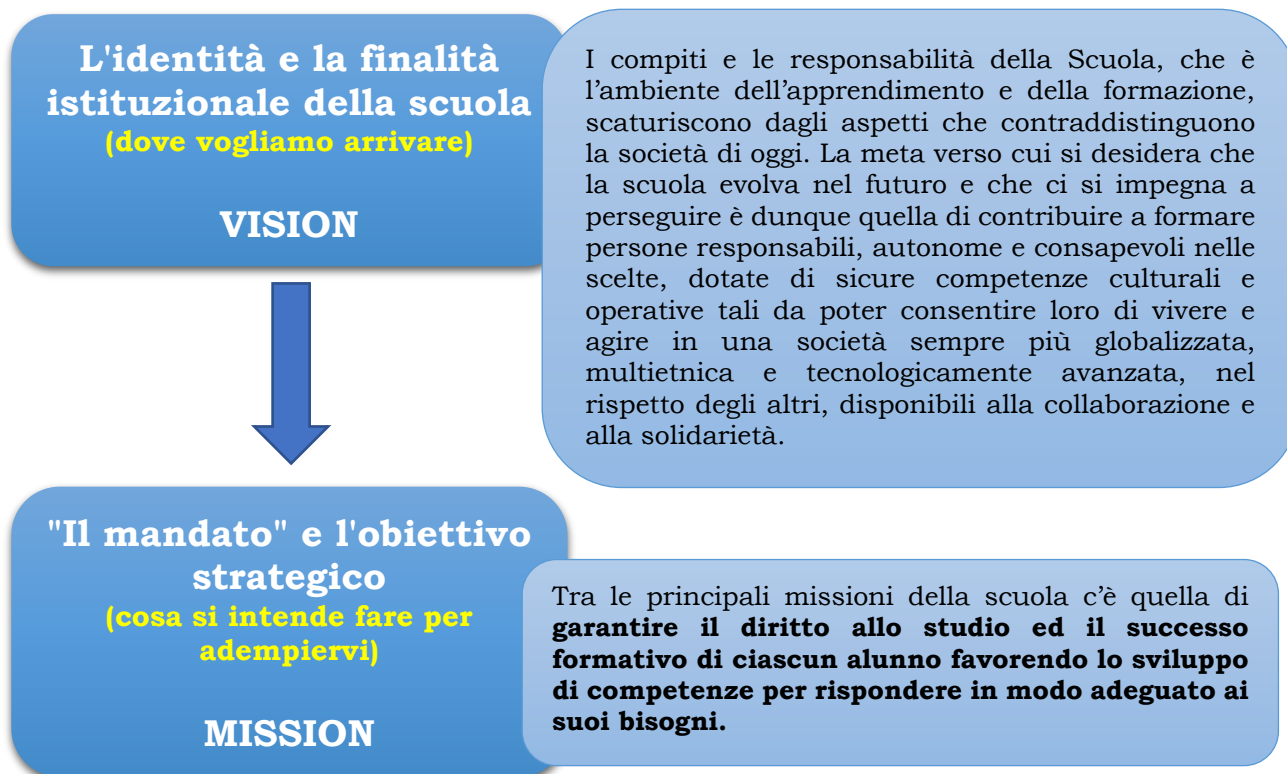 L'identità e la finalità
istituzionale della scuola
(dove vogliamo arrivare)
VISION
I compiti e le responsabilità della Scuola, che è
l’ambiente dell’apprendimento e della formazione,
scaturiscono dagli aspetti che contraddistinguono
la società di oggi. La meta verso cui si desidera che
la scuola evolva nel futuro e che ci si impegna a
perseguire è dunque quella di contribuire a formare
persone responsabili, autonome e consapevoli nelle
scelte, dotate di sicure competenze culturali e
operative tali da poter consentire loro di vivere e
agire in una società sempre più globalizzata,
multietnica e tecnologicamente avanzata, nel
rispetto degli altri, disponibili alla collaborazione e
alla solidarietà.
"Il mandato" e l'obiettivo
strategico
(cosa si intende fare per
adempiervi)
MISSION
Tra le principali missioni della scuola c’è quella di
garantire il diritto allo studio ed il successo
formativo di ciascun alunno favorendo lo sviluppo
di competenze per rispondere in modo adeguato ai
suoi bisogni.